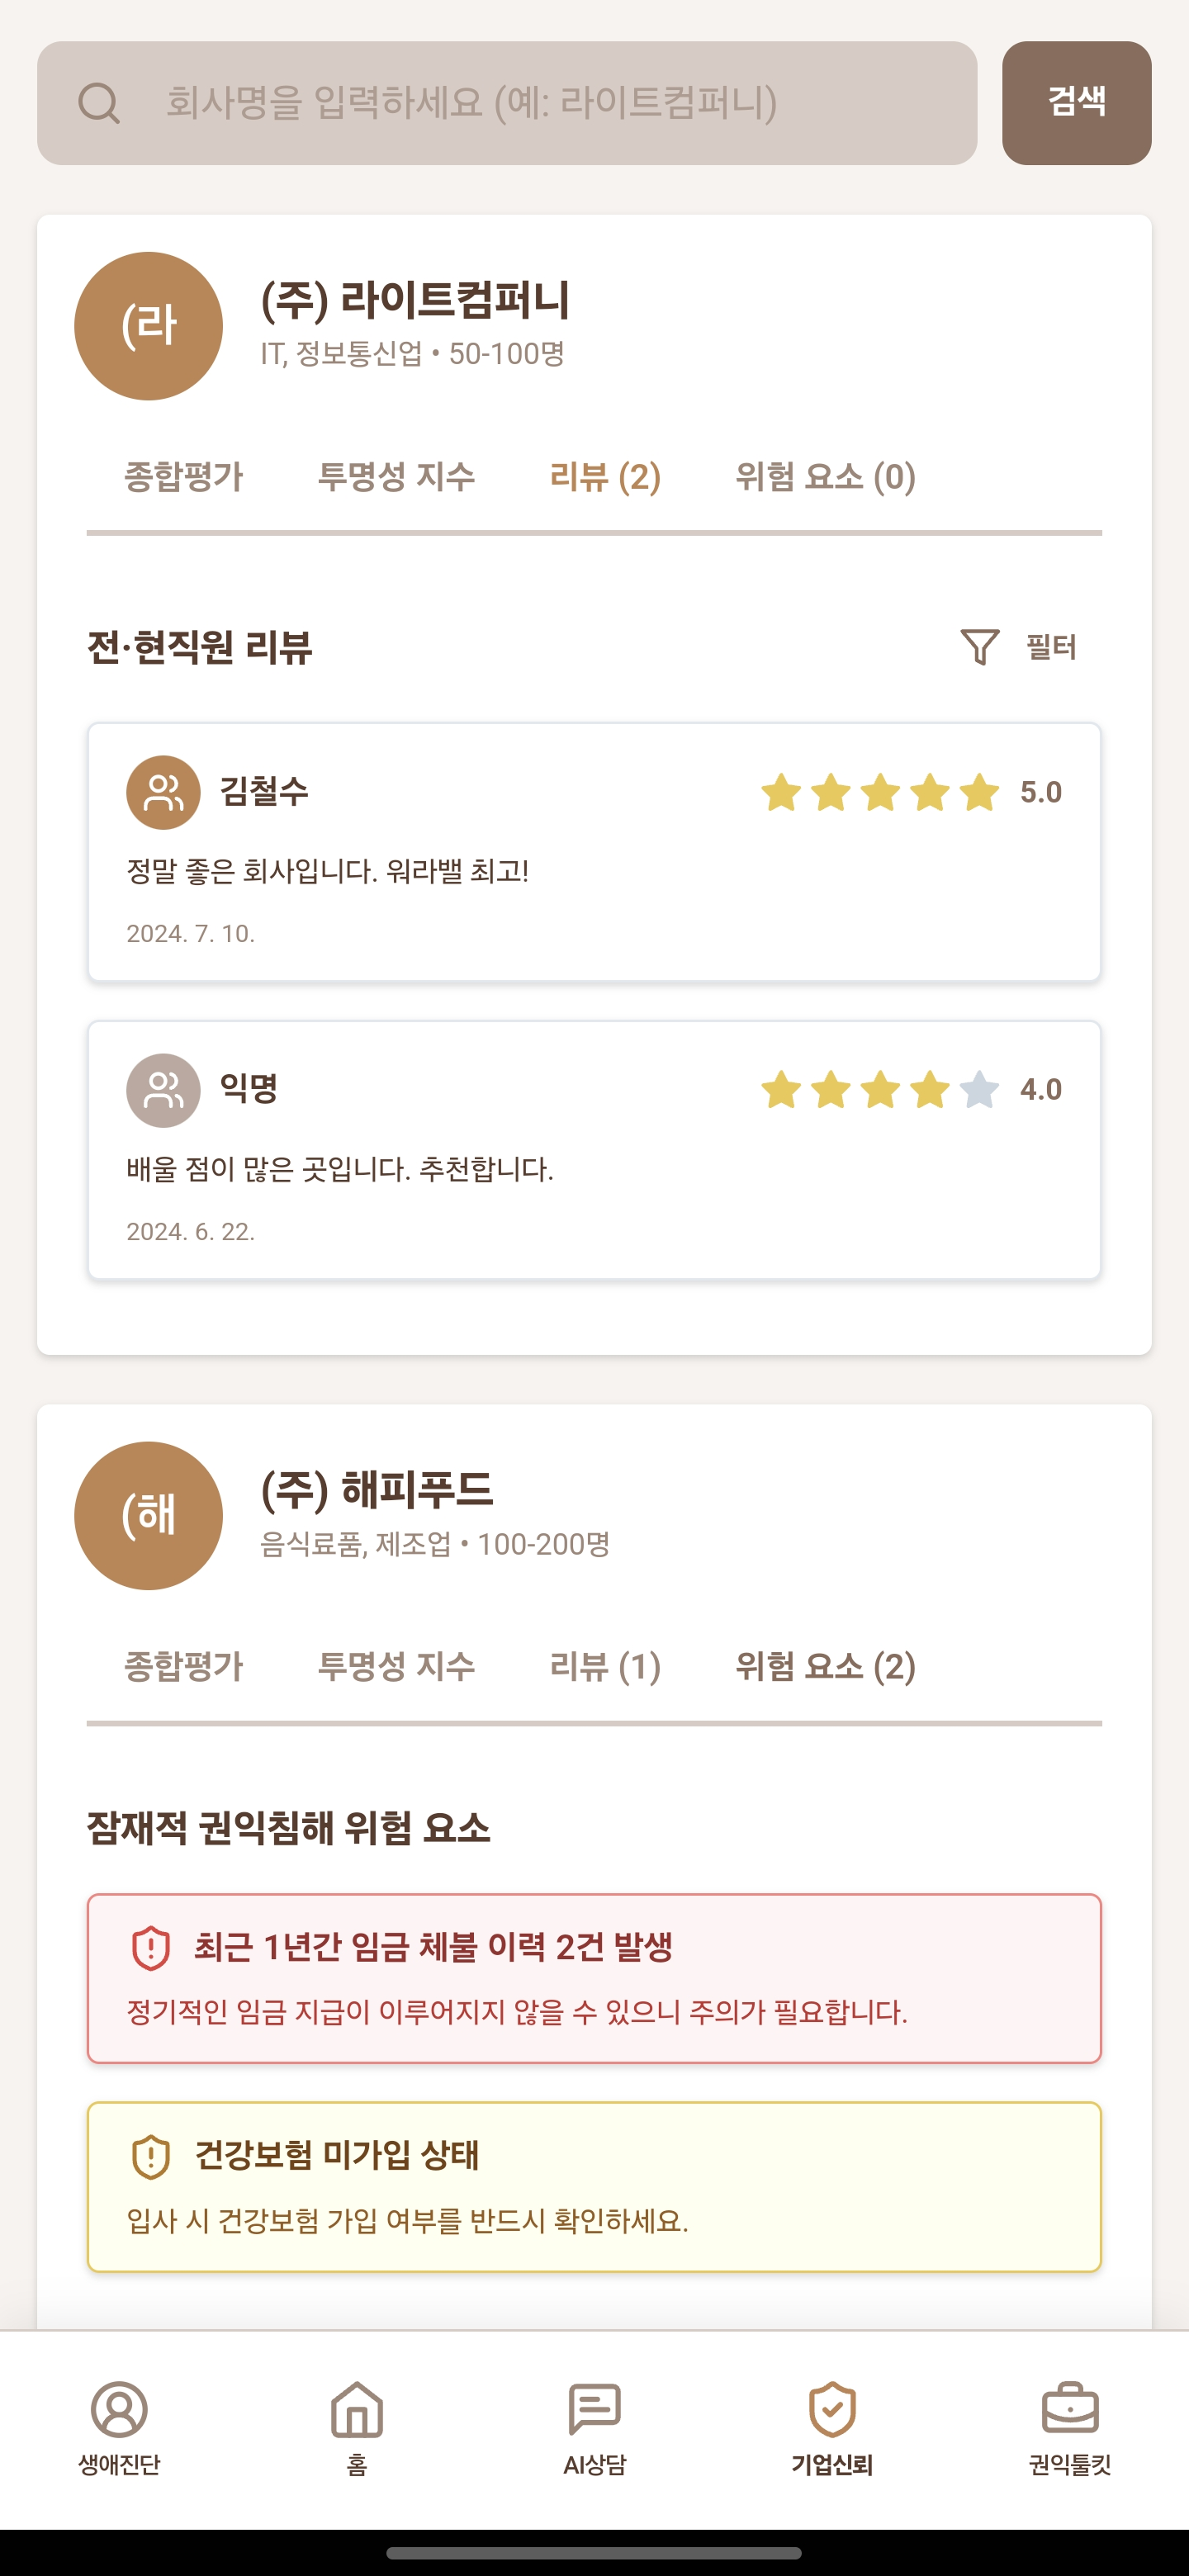 회사명을 입력하세요 (예: 라이트컴퍼니)
검색
(라
(주) 라이트컴퍼니
IT, 정보통신업 • 50-100명
종합평가 투명성 지수 리뷰 (2) 위험 요소 (0)
전·현직원 리뷰
필터
김철수
5.0
정말 좋은 회사입니다. 워라밸 최고!
2024. 7. 10.
익명
4.0
배울 점이 많은 곳입니다. 추천합니다.
2024. 6. 22.
(해
(주) 해피푸드
음식료품, 제조업 • 100-200명
종합평가 투명성 지수 리뷰 (1) 위험 요소 (2)
잠재적 권익침해 위험 요소
최근 1년간 임금 체불 이력 2건 발생
정기적인 임금 지급이 이루어지지 않을 수 있으니 주의가 필요합니다.
건강보험 미가입 상태
입사 시 건강보험 가입 여부를 반드시 확인하세요.
생애진단 홈 AI상담 기업신뢰 권익툴킷